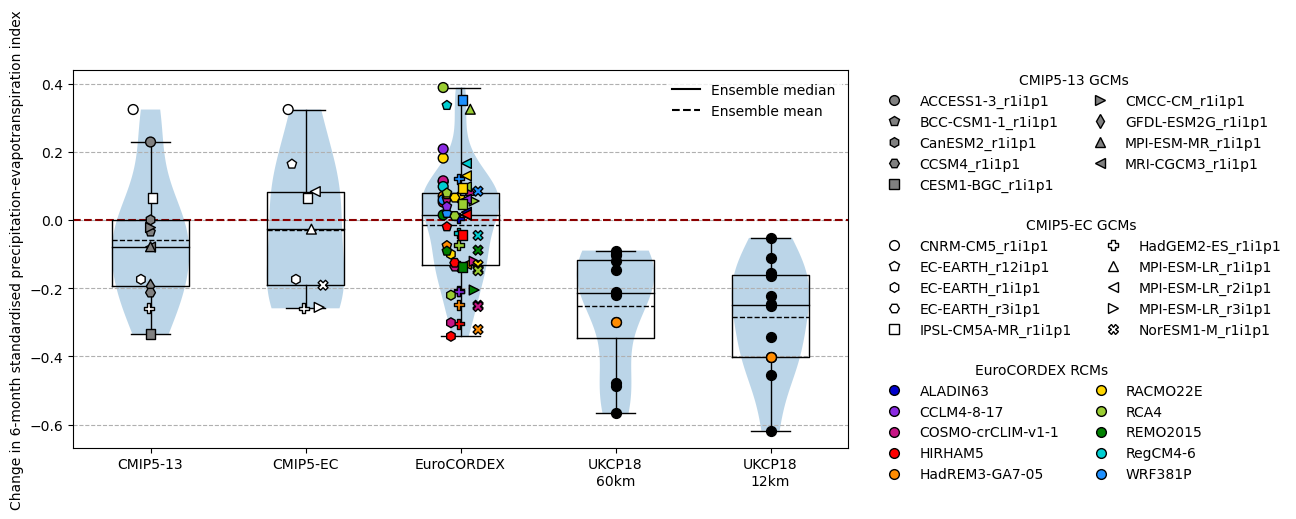 Change in 6-month standardised precipitation-evapotranspiration index
0.4
0.2
0.0
−0.2
−0.4
−0.6
Ensemble median
Ensemble mean
CMIP5-13
CMIP5-EC
EuroCORDEX
UKCP18
60km
UKCP18
12km
CMIP5-13 GCMs
ACCESS1-3_r1i1p1
BCC-CSM1-1_r1i1p1
CanESM2_r1i1p1
CCSM4_r1i1p1
CESM1-BGC_r1i1p1
CMCC-CM_r1i1p1
GFDL-ESM2G_r1i1p1
MPI-ESM-MR_r1i1p1
MRI-CGCM3_r1i1p1
CMIP5-EC GCMs
CNRM-CM5_r1i1p1
EC-EARTH_r12i1p1
EC-EARTH_r1i1p1
EC-EARTH_r3i1p1
IPSL-CM5A-MR_r1i1p1
HadGEM2-ES_r1i1p1
MPI-ESM-LR_r1i1p1
MPI-ESM-LR_r2i1p1
MPI-ESM-LR_r3i1p1
NorESM1-M_r1i1p1
EuroCORDEX RCMs
ALADIN63
CCLM4-8-17
COSMO-crCLIM-v1-1
HIRHAM5
HadREM3-GA7-05
RACMO22E
RCA4
REMO2015
RegCM4-6
WRF381P